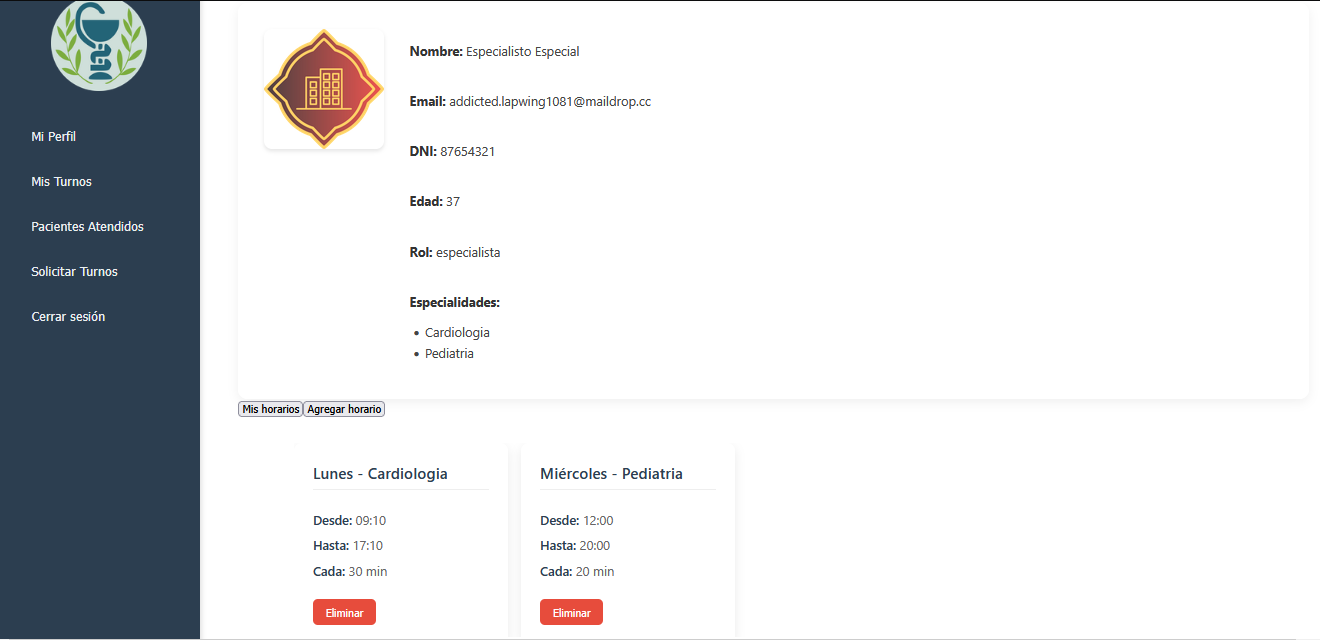 Mi Perfil
Mis Turnos
Pacientes Atendidos
Solicitar Turnos
Cerrar sesión
Nombre: Especialisto Especial
Email: addicted.lapwing1081@maildrop.cc
DNI: 87654321
Edad: 37
Rol: especialista
Especialidades:
• Cardiologia
• Pediatria
Mis horarios Agregar horario
Lunes - Cardiologia
Desde: 09:10
Hasta: 17:10
Cada: 30 min
Eliminar
Miércoles - Pediatria
Desde: 12:00
Hasta: 20:00
Cada: 20 min
Eliminar